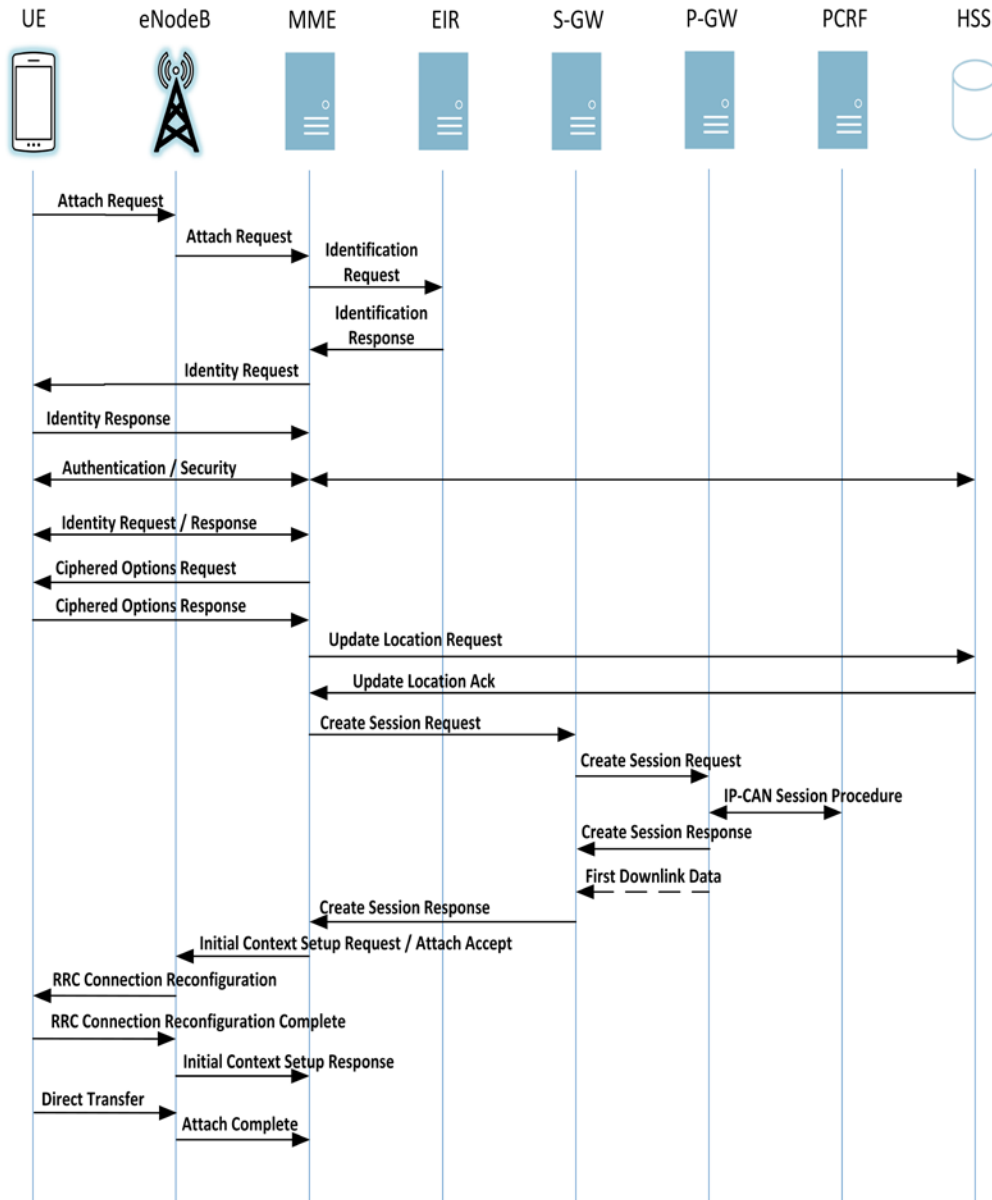 UE eNodeB MME EIR S-GW P-GW PCRF HSS
Attach Request
Attach Request
Identification
Request
Identification
Response
Identity Request
Identity Response
Authentication / Security
Identity Request / Response
Ciphered Options Request
Ciphered Options Response
Update Location Request
Update Location Ack
Create Session Request
Create Session Request
IP-CAN Session Procedure
Create Session Response
First Downlink Data
Create Session Response
Initial Context Setup Request / Attach Accept
RRC Connection Reconfiguration
RRC Connection Reconfiguration Complete
Initial Context Setup Response
Direct Transfer
Attach Complete